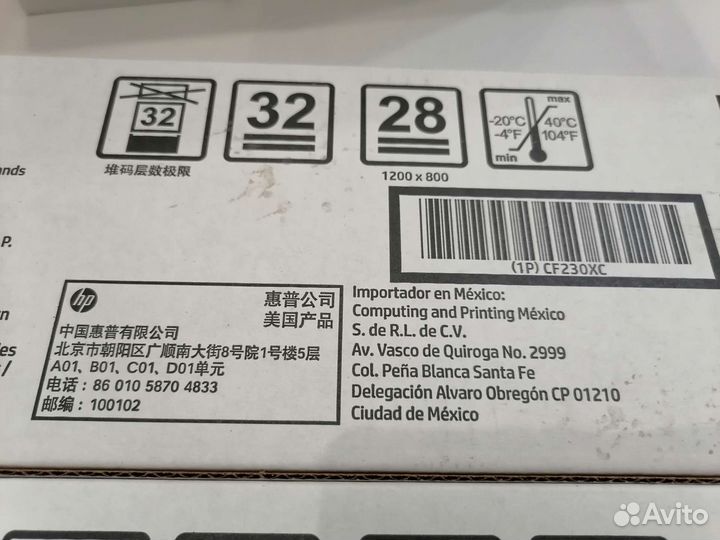 32
32
28
max
-20°C
40°C
-4°F
104°F
min
堆码层数极限
1200 x 800
ands
(1P) CF230XC
P.
hp
惠普公司
美国产品
中国惠普有限公司
北京市朝阳区广顺南大街8号院1号楼5层
A01、B01、C01、D01单元
电话：86 010 5870 4833
邮编：100102
Importador en México:
Computing and Printing México
S. de R.L. de C.V.
Av. Vasco de Quiroga No. 2999
Col. Peña Blanca Santa Fe
Delegación Alvaro Obregón CP 01210
Ciudad de México
Avito